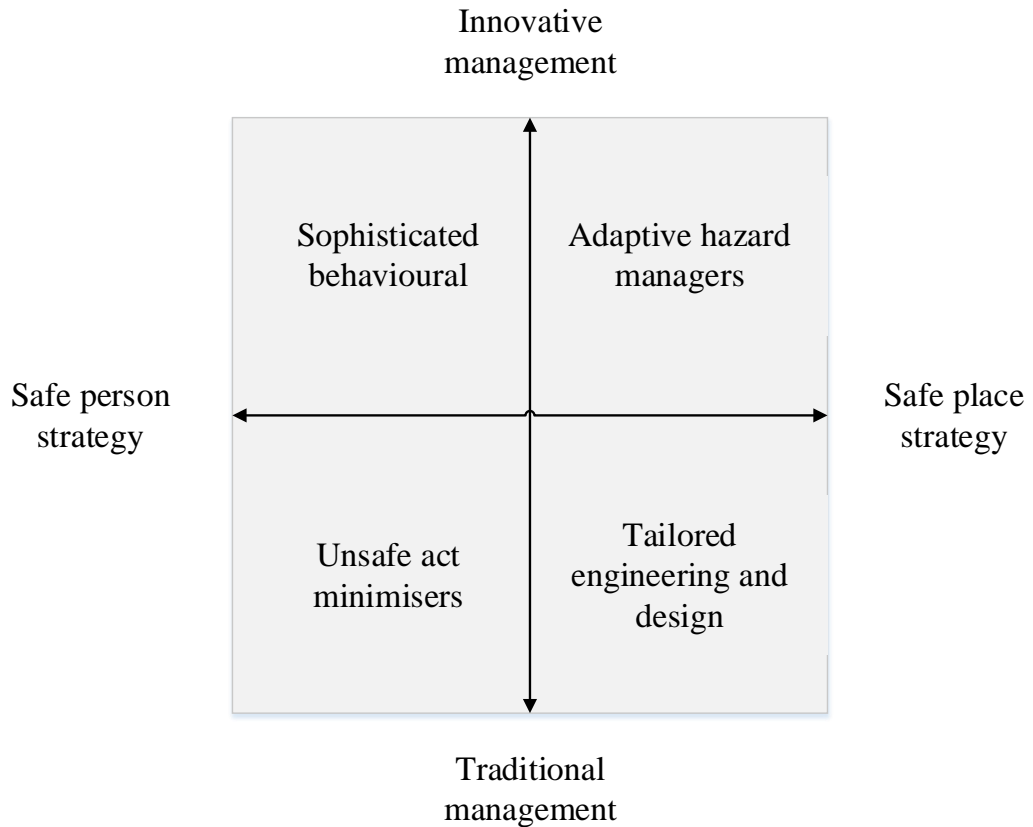 Innovative
management
Sophisticated
behavioural
Adaptive hazard
managers
Safe person
strategy
Safe place
strategy
Unsafe act
minimisers
Tailored
engineering and
design
Traditional
management